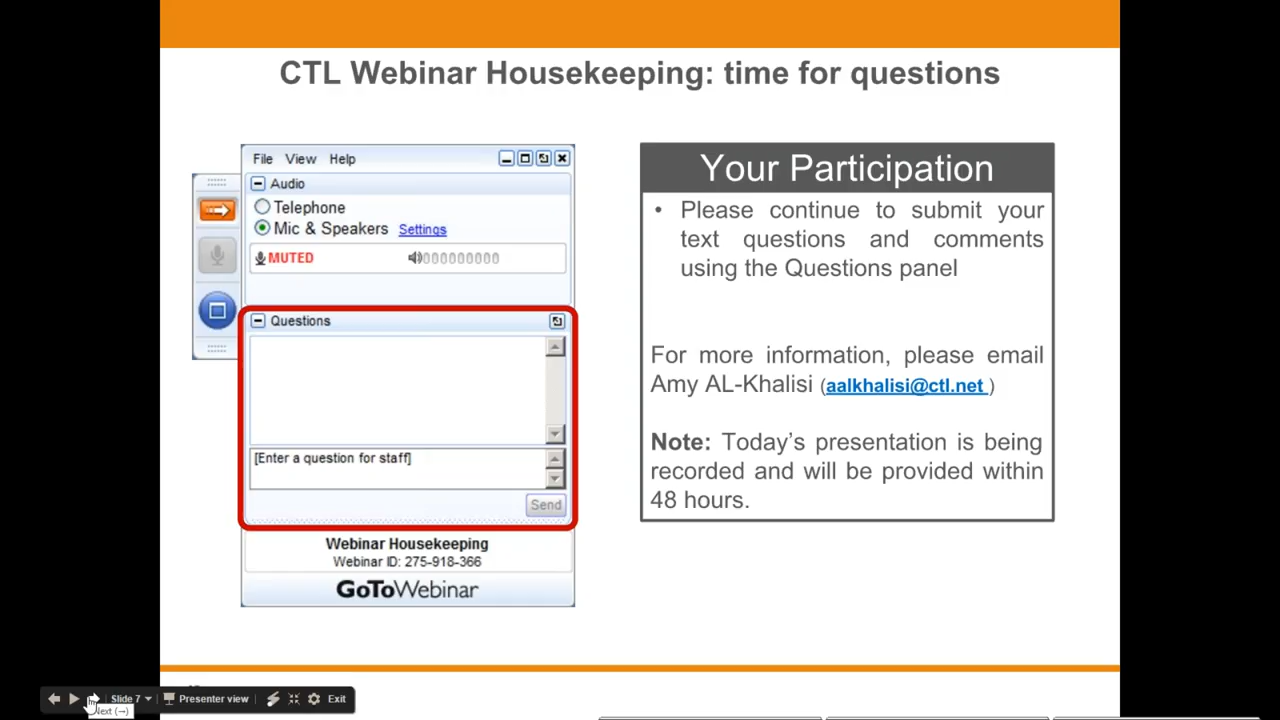 CTL Webinar Housekeeping: time for questions
File View Help
Audio
Telephone
Mic & Speakers Settings
MUTED
Questions
[Enter a question for staff]
Send
Webinar Housekeeping
Webinar ID: 275-918-366
GoToWebinar
Your Participation
• Please continue to submit your
text questions and comments
using the Questions panel
For more information, please email
Amy AL-Khalisi (aalkhalisi@ctl.net )
Note: Today's presentation is being
recorded and will be provided within
48 hours.
Slide 7 Presenter view Exit
Next (→)